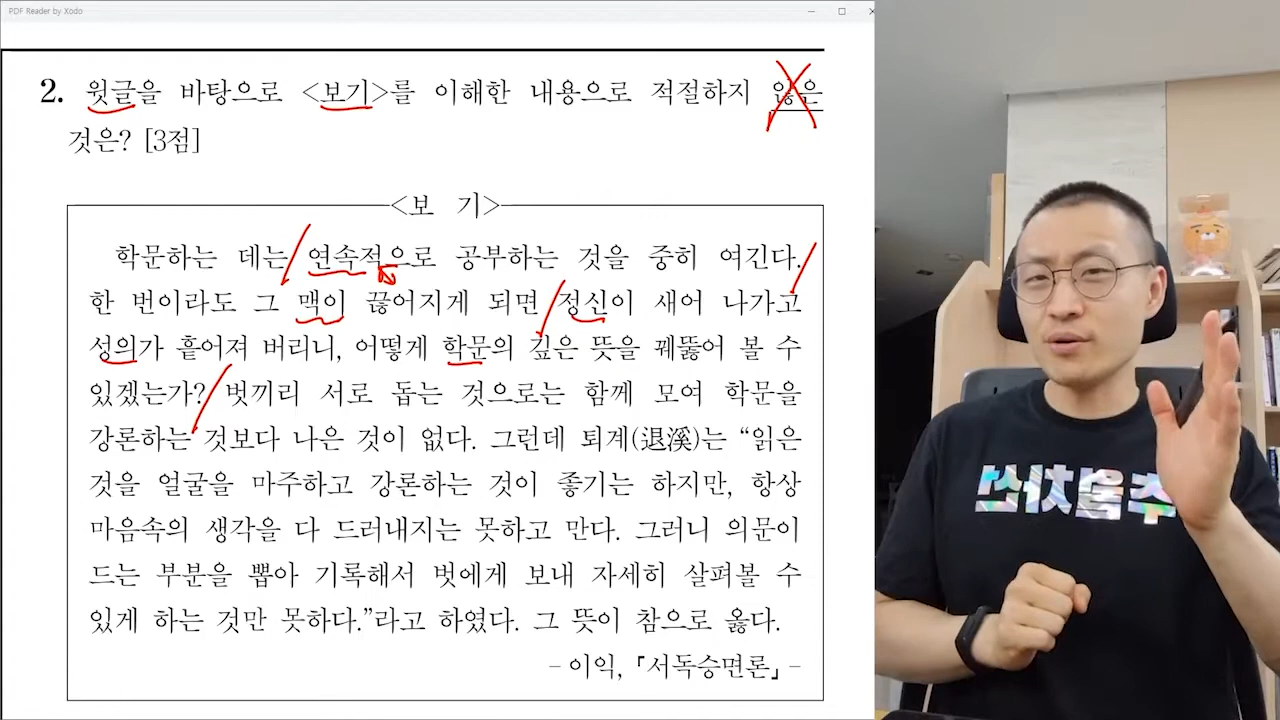 PDF Reader by Xodo
2. 윗글을 바탕으로 <보기>를 이해한 내용으로 적절하지 않은
것은? [3점]
<보 기>
학문하는 데는 연속적으로 공부하는 것을 중히 여긴다.
한 번이라도 그 맥이 끊어지게 되면 정신이 새어 나가고
성의가 흩어져 버리니, 어떻게 학문의 깊은 뜻을 꿰뚫어 볼 수
있겠는가? 벗끼리 서로 돕는 것으로는 함께 모여 학문을
강론하는 것보다 나은 것이 없다. 그런데 퇴계(退溪)는 “읽은
것을 얼굴을 마주하고 강론하는 것이 좋기는 하지만, 항상
마음속의 생각을 다 드러내지는 못하고 만다. 그러니 의문이
드는 부분을 뽑아 기록해서 벗에게 보내 자세히 살펴볼 수
있게 하는 것만 못하다.”라고 하였다. 그 뜻이 참으로 옳다.
- 이익, 『서독승면론』 -